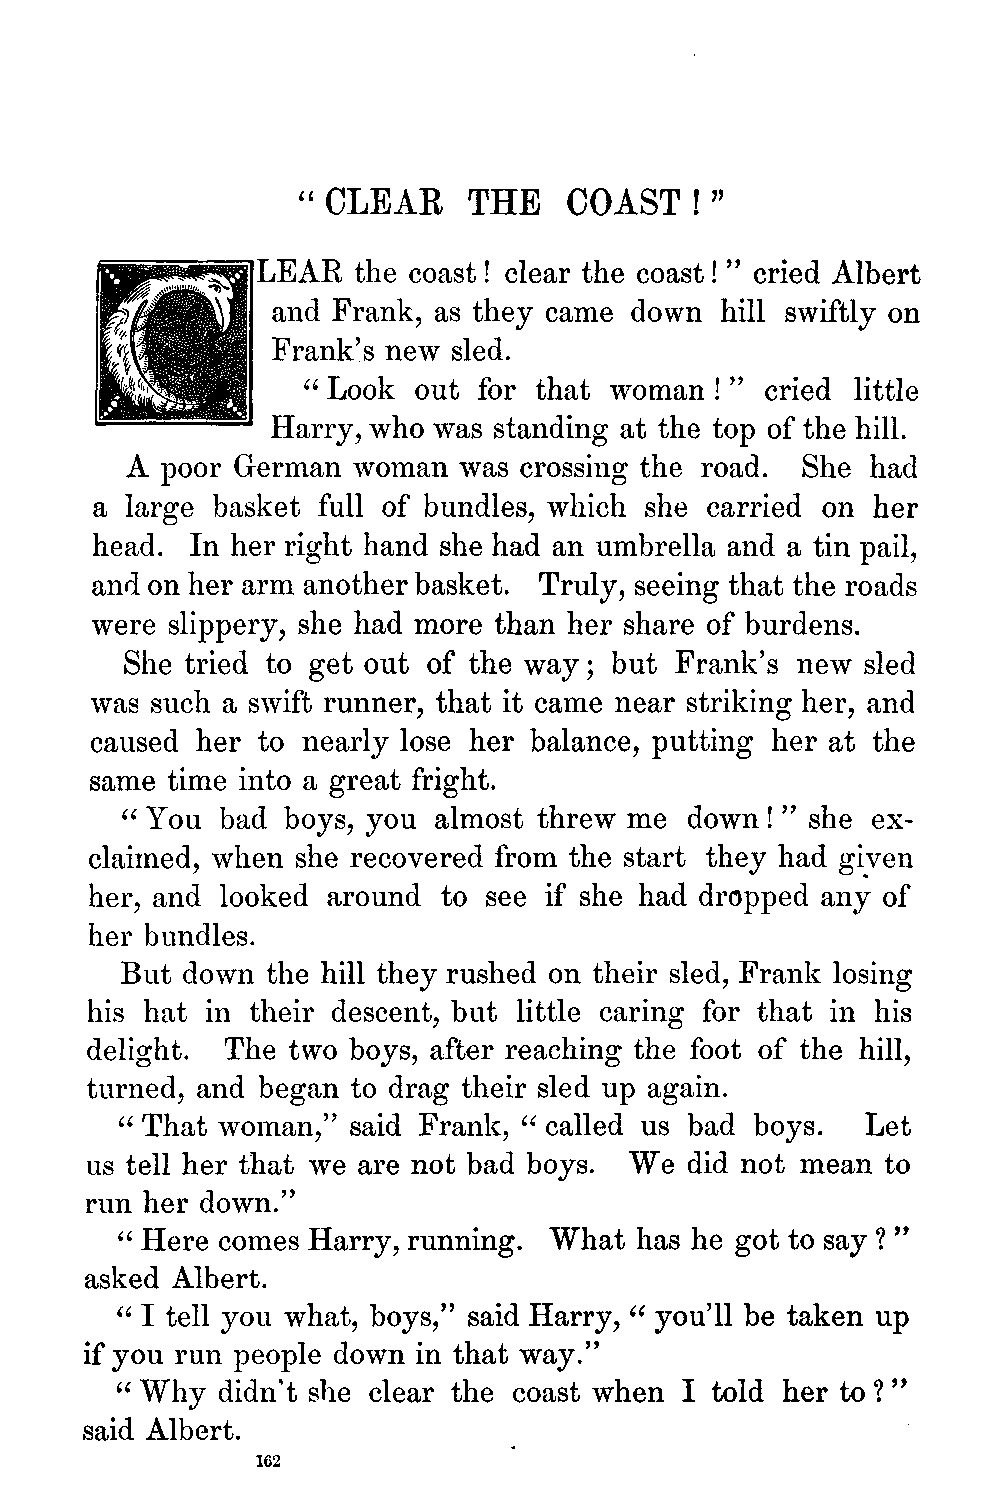 “ CLEAR THE COAST ! ”
CLEAR the coast ! clear the coast ! ” cried Albert
and Frank, as they came down hill swiftly on
Frank’s new sled.
“ Look out for that woman ! ” cried little
Harry, who was standing at the top of the hill.
A poor German woman was crossing the road. She had
a large basket full of bundles, which she carried on her
head. In her right hand she had an umbrella and a tin pail,
and on her arm another basket. Truly, seeing that the roads
were slippery, she had more than her share of burdens.
She tried to get out of the way ; but Frank’s new sled
was such a swift runner, that it came near striking her, and
caused her to nearly lose her balance, putting her at the
same time into a great fright.
“ You bad boys, you almost threw me down ! ” she ex-
claimed, when she recovered from the start they had given
her, and looked around to see if she had dropped any of
her bundles.
But down the hill they rushed on their sled, Frank losing
his hat in their descent, but little caring for that in his
delight. The two boys, after reaching the foot of the hill,
turned, and began to drag their sled up again.
“ That woman,” said Frank, “ called us bad boys. Let
us tell her that we are not bad boys. We did not mean to
run her down.”
“ Here comes Harry, running. What has he got to say ? ”
asked Albert.
“ I tell you what, boys,” said Harry, “ you’ll be taken up
if you run people down in that way.”
“ Why didn’t she clear the coast when I told her to ? ”
said Albert.
162